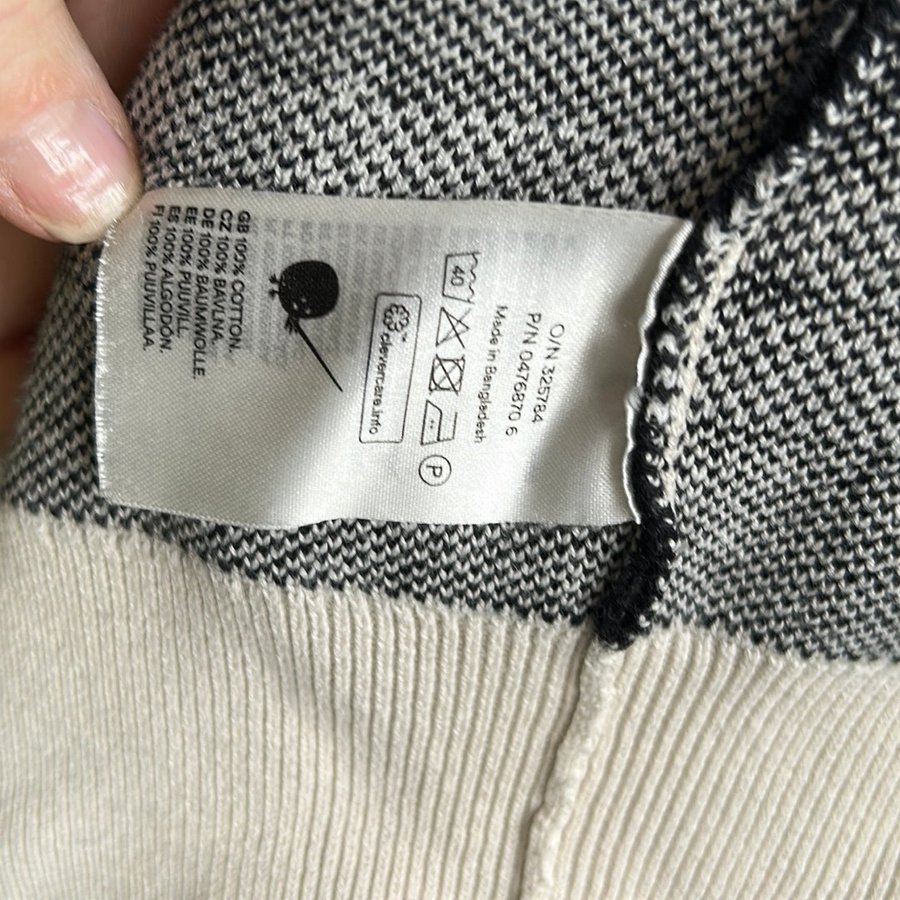 O/N 325784
P/N 0476870 6
Made in Bangladesh
40
P
clevercare.info
GB 100% COTTON.
CZ 100% BAVLNA.
DE 100% BAUMWOLLE.
EE 100% PUUVILL.
ES 100% ALGODÓN.
FI 100% PUUVILLAA.